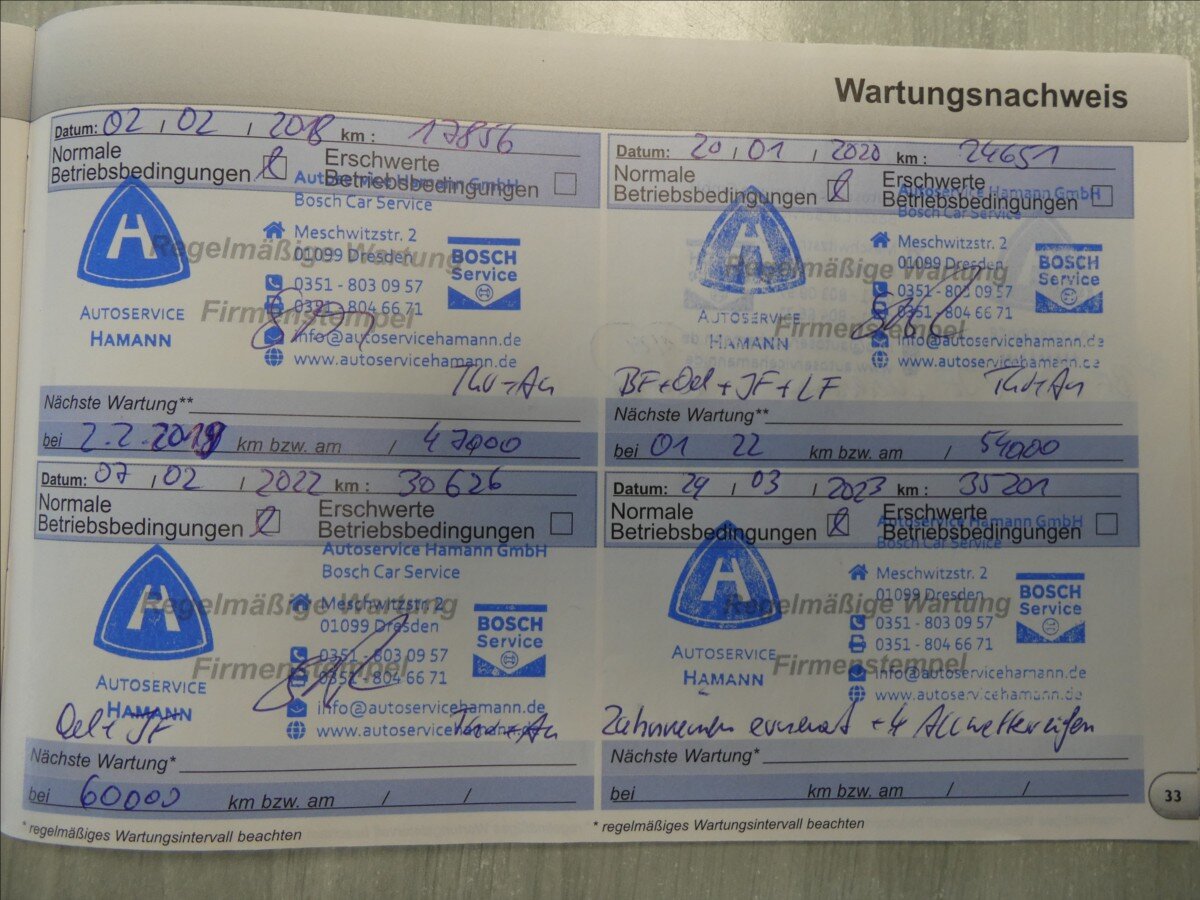 Wartungsnachweis
Datum: 02 / 02 / 2018 km : 17856
Normale Betriebsbedingungen
Erschwerte Betriebsbedingungen
Autoservice Hamann GmbH
Bosch Car Service
Meschwitzstr. 2
01099 Dresden
0351 - 803 09 57
0351 - 804 66 71
info@autoservicehamann.de
www.autoservicehamann.de
AUTOSERVICE
HAMANN
BOSCH
Service
Regelmäßige Wartung
Firmenstempel
Nächste Wartung**
bei 2.2.2019 km bzw. am / 47000
Datum: 20 / 01 / 2020 km : 24651
Normale Betriebsbedingungen
Erschwerte Betriebsbedingungen
Autoservice Hamann GmbH
Bosch Car Service
Meschwitzstr. 2
01099 Dresden
0351 - 803 09 57
0351 - 804 66 71
info@autoservicehamann.de
www.autoservicehamann.de
AUTOSERVICE
HAMANN
BOSCH
Service
Regelmäßige Wartung
Firmenstempel
BF+Oel+JF+LF
Nächste Wartung**
bei 01 22 km bzw. am / 54000
Datum: 07 / 02 / 2022 km : 30626
Normale Betriebsbedingungen
Erschwerte Betriebsbedingungen
Autoservice Hamann GmbH
Bosch Car Service
Meschwitzstr. 2
01099 Dresden
0351 - 803 09 57
0351 - 804 66 71
info@autoservicehamann.de
www.autoservicehamann.de
AUTOSERVICE
HAMANN
BOSCH
Service
Regelmäßige Wartung
Firmenstempel
Oel+ JF
Nächste Wartung*
bei 60000 km bzw. am / /
* regelmäßiges Wartungsintervall beachten
Datum: 29 / 03 / 2023 km : 35201
Normale Betriebsbedingungen
Erschwerte Betriebsbedingungen
Autoservice Hamann GmbH
Bosch Car Service
Meschwitzstr. 2
01099 Dresden
0351 - 803 09 57
0351 - 804 66 71
info@autoservicehamann.de
www.autoservicehamann.de
AUTOSERVICE
HAMANN
BOSCH
Service
Regelmäßige Wartung
Firmenstempel
Zahnriemen erneuert + 4 Allwetterreifen
Nächste Wartung*
bei km bzw. am / /
* regelmäßiges Wartungsintervall beachten
33